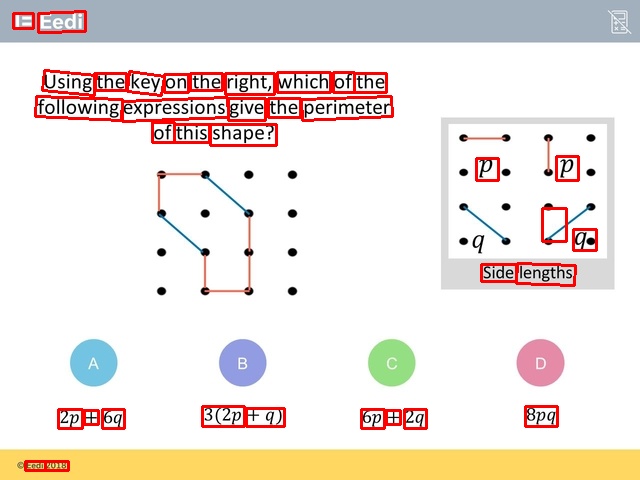 Eedi
Using the key on the right, which of the
following expressions give the perimeter
of this shape?
p p
q q
Side lengths
A B C D
2p + 6q 3(2p + q) 6p + 2q 8pq
© Eedi 2018